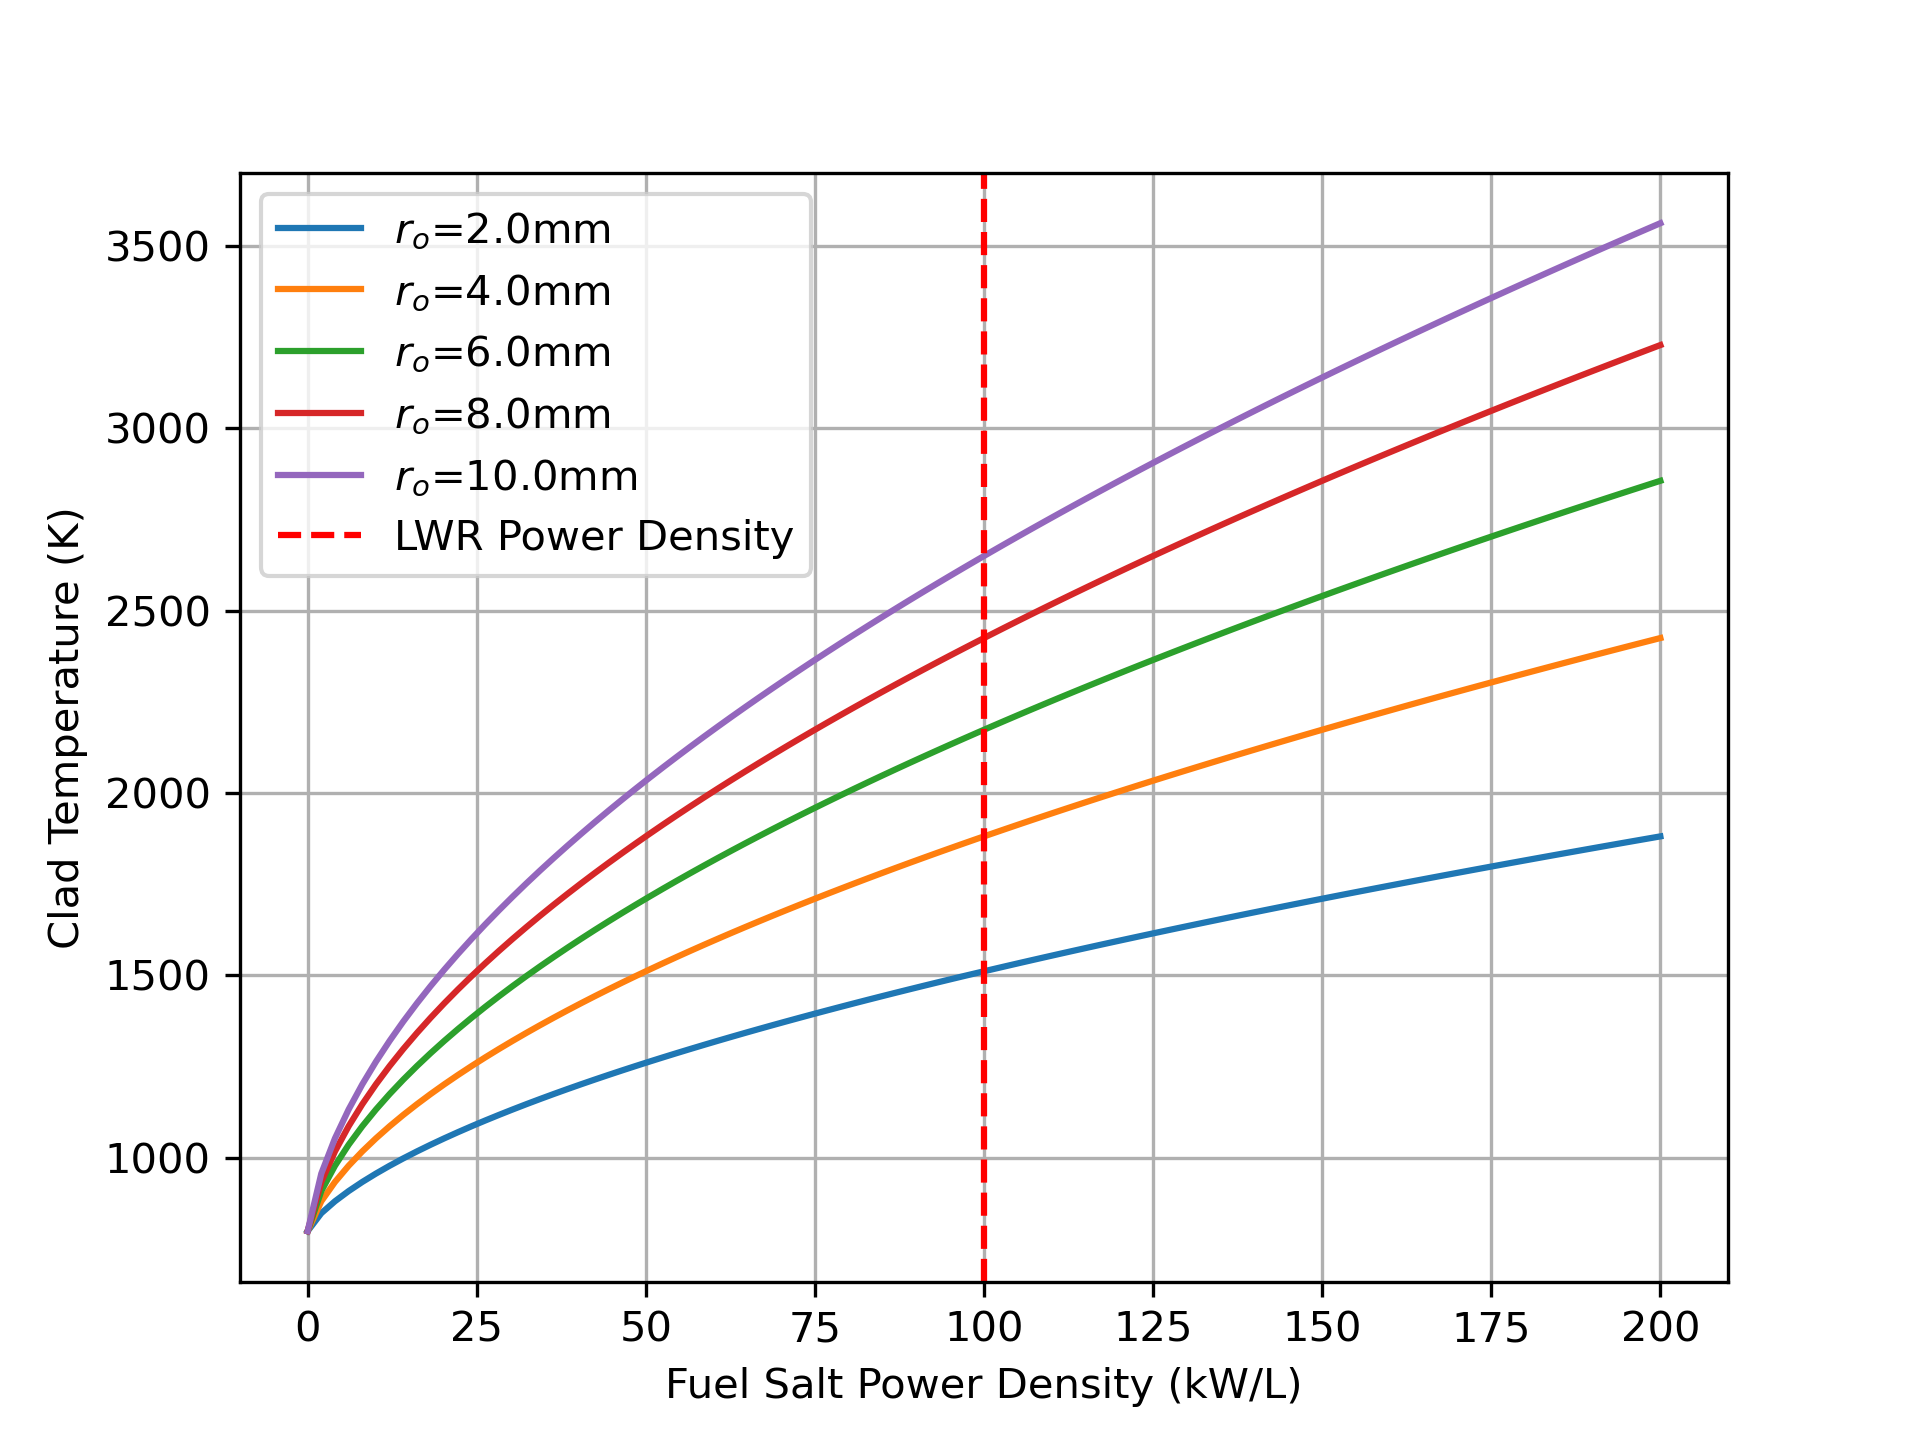 r_o=2.0mm
r_o=4.0mm
r_o=6.0mm
r_o=8.0mm
r_o=10.0mm
LWR Power Density
3500
3000
2500
2000
1500
1000
Clad Temperature (K)
0 25 50 75 100 125 150 175 200
Fuel Salt Power Density (kW/L)